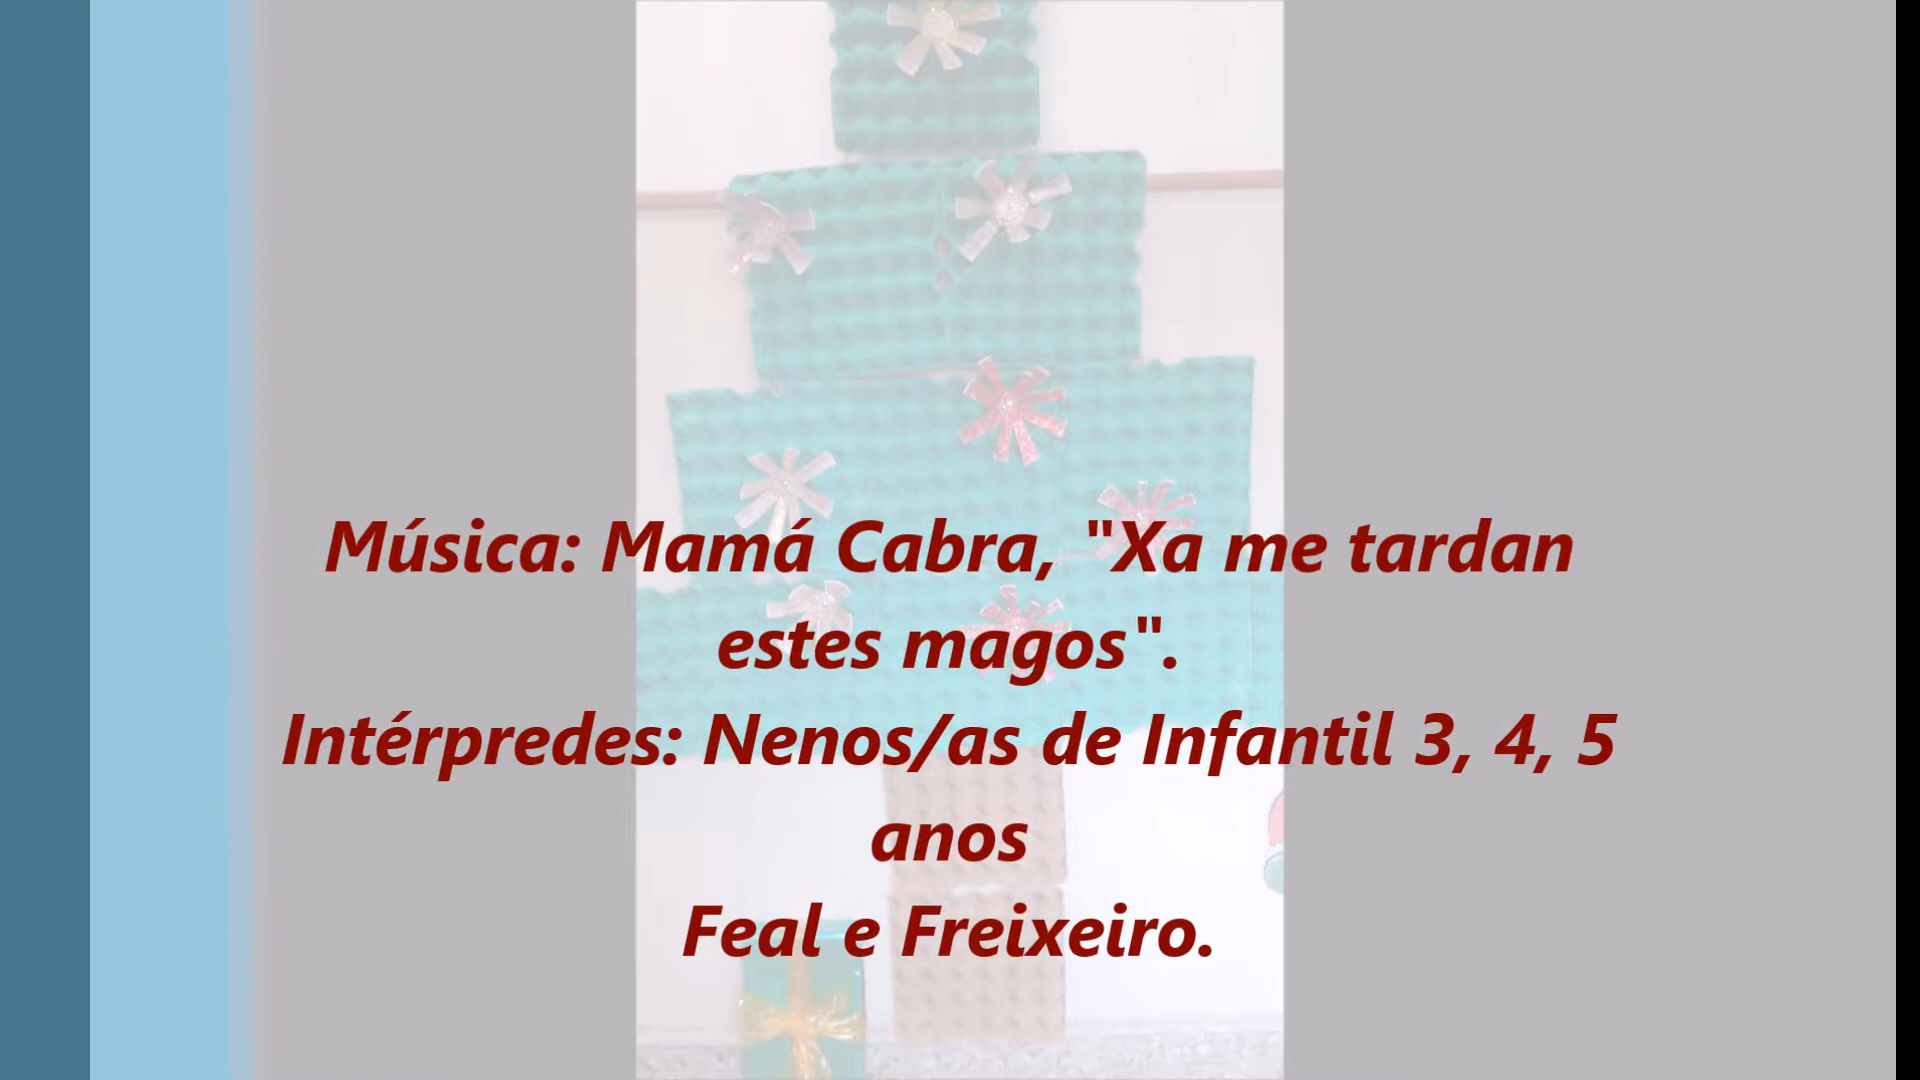 Música: Mamá Cabra, "Xa me tardan
estes magos".
Intérpredes: Nenos/as de Infantil 3, 4, 5
anos
Feal e Freixeiro.